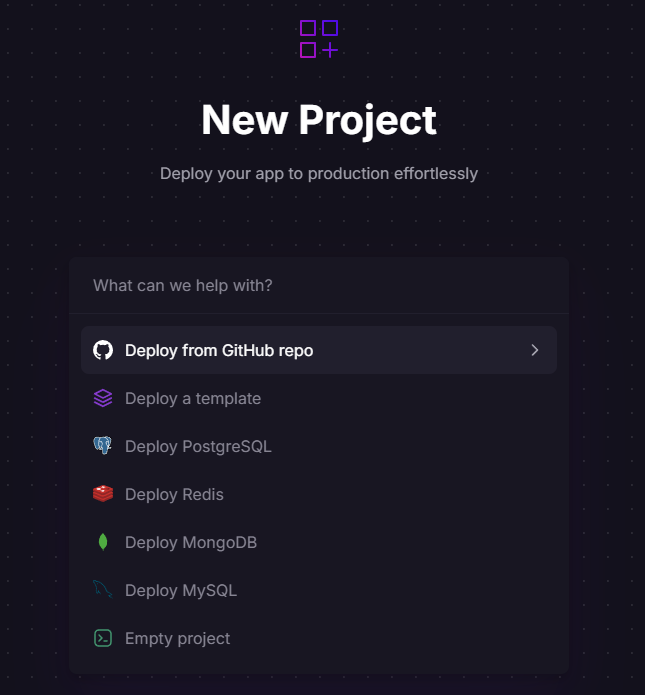 New Project
Deploy your app to production effortlessly
What can we help with?
Deploy from GitHub repo
Deploy a template
Deploy PostgreSQL
Deploy Redis
Deploy MongoDB
Deploy MySQL
Empty project